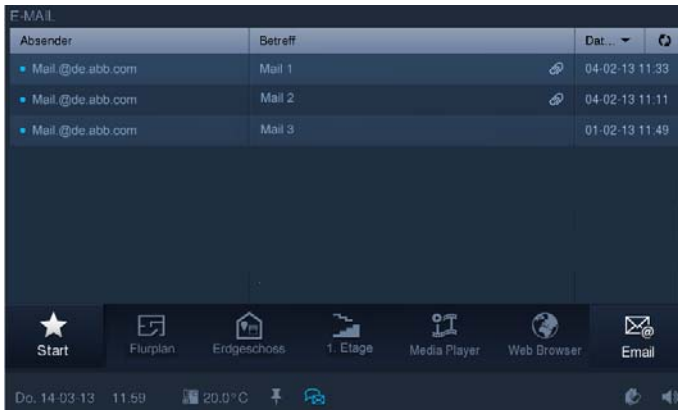 E-MAIL
Absender Betreff Dat...
Mail.@de.abb.com Mail 1 04-02-13 11:33
Mail.@de.abb.com Mail 2 04-02-13 11:11
Mail.@de.abb.com Mail 3 01-02-13 11:49
Start Flurplan Erdgeschoss 1. Etage Media Player Web Browser Email
Do. 14-03-13 11.59 20.0°C